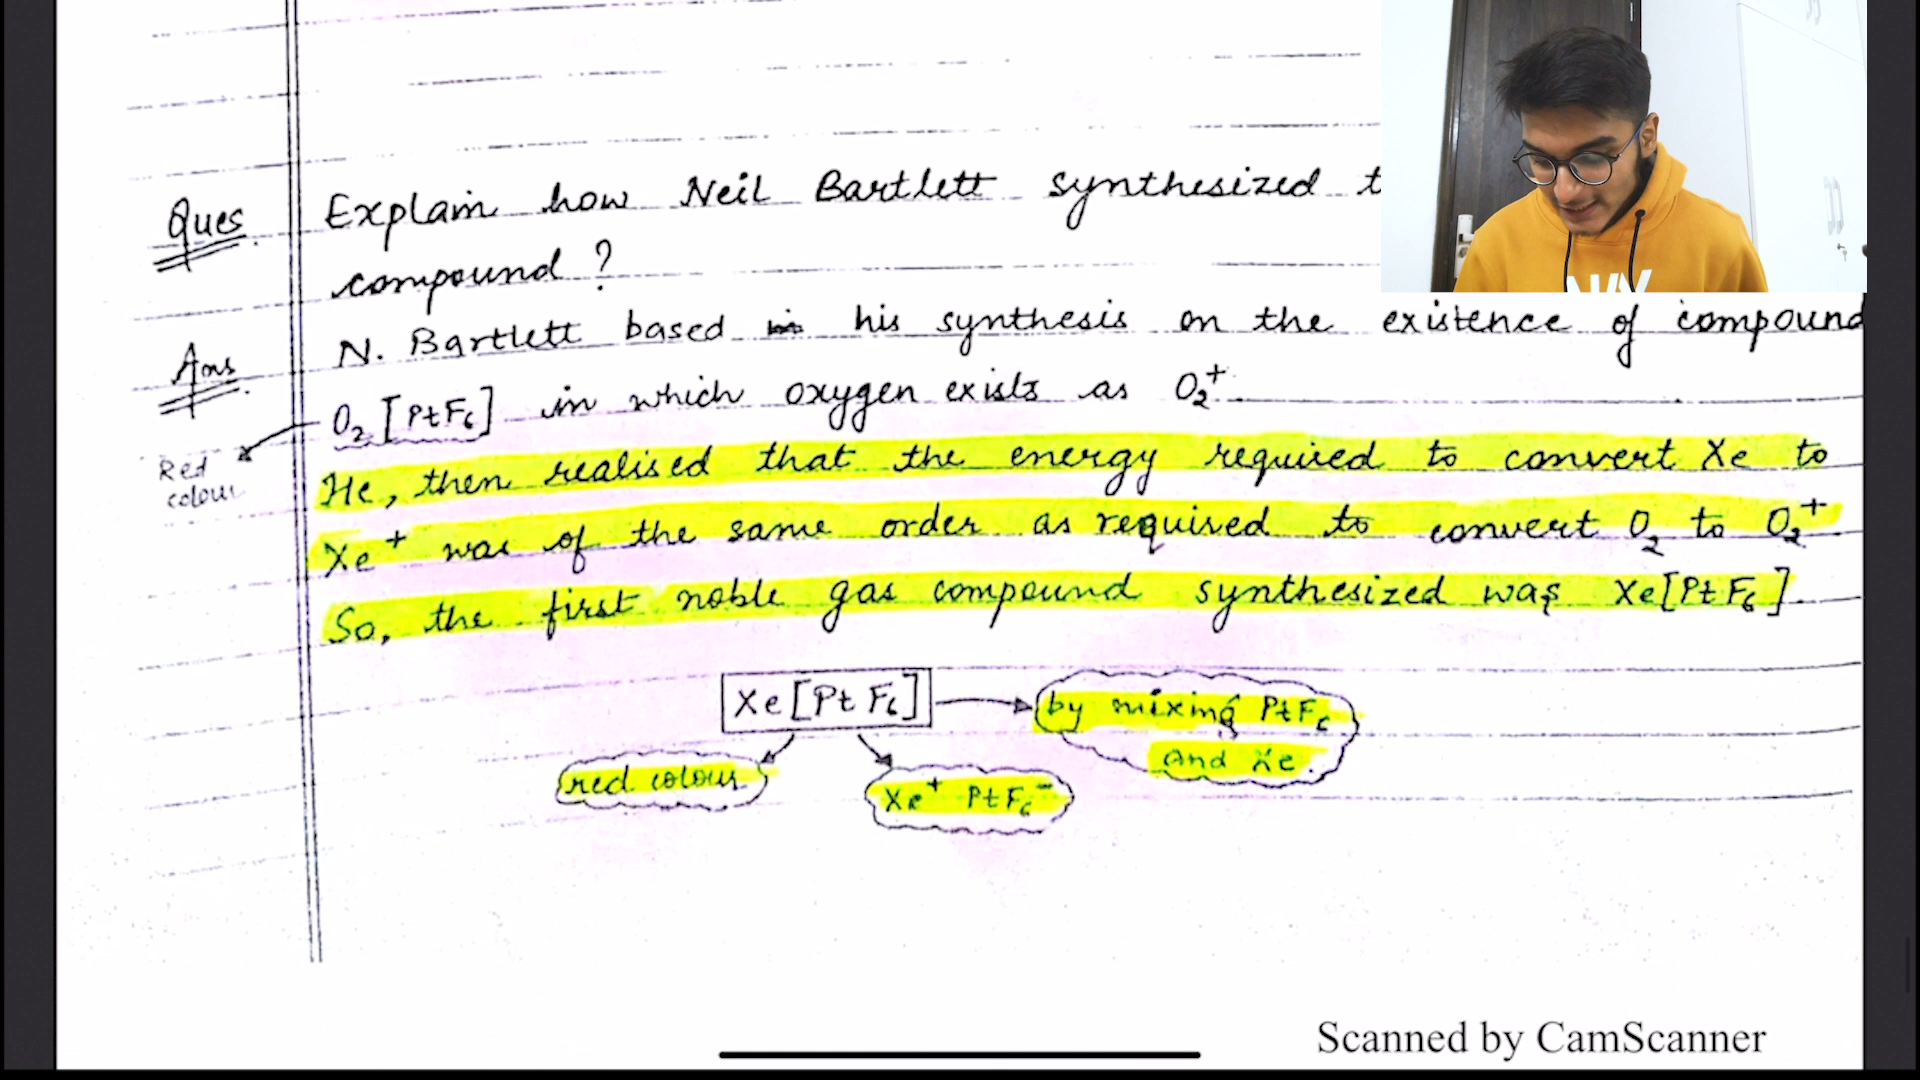 Ques. Explain how Neil Bartlett synthesized t
compound ?
Ans. N. Bartlett based his synthesis on the existence of compound
O₂[PtF₆] in which oxygen exists as O₂⁺.
Red
colour
He, then realised that the energy required to convert Xe to
Xe⁺ was of the same order as required to convert O₂ to O₂⁺
So, the first noble gas compound synthesized was Xe[PtF₆].
Xe[PtF₆]
by mixing PtF₆
and Xe.
red colour
Xe⁺ PtF₆⁻
Scanned by CamScanner